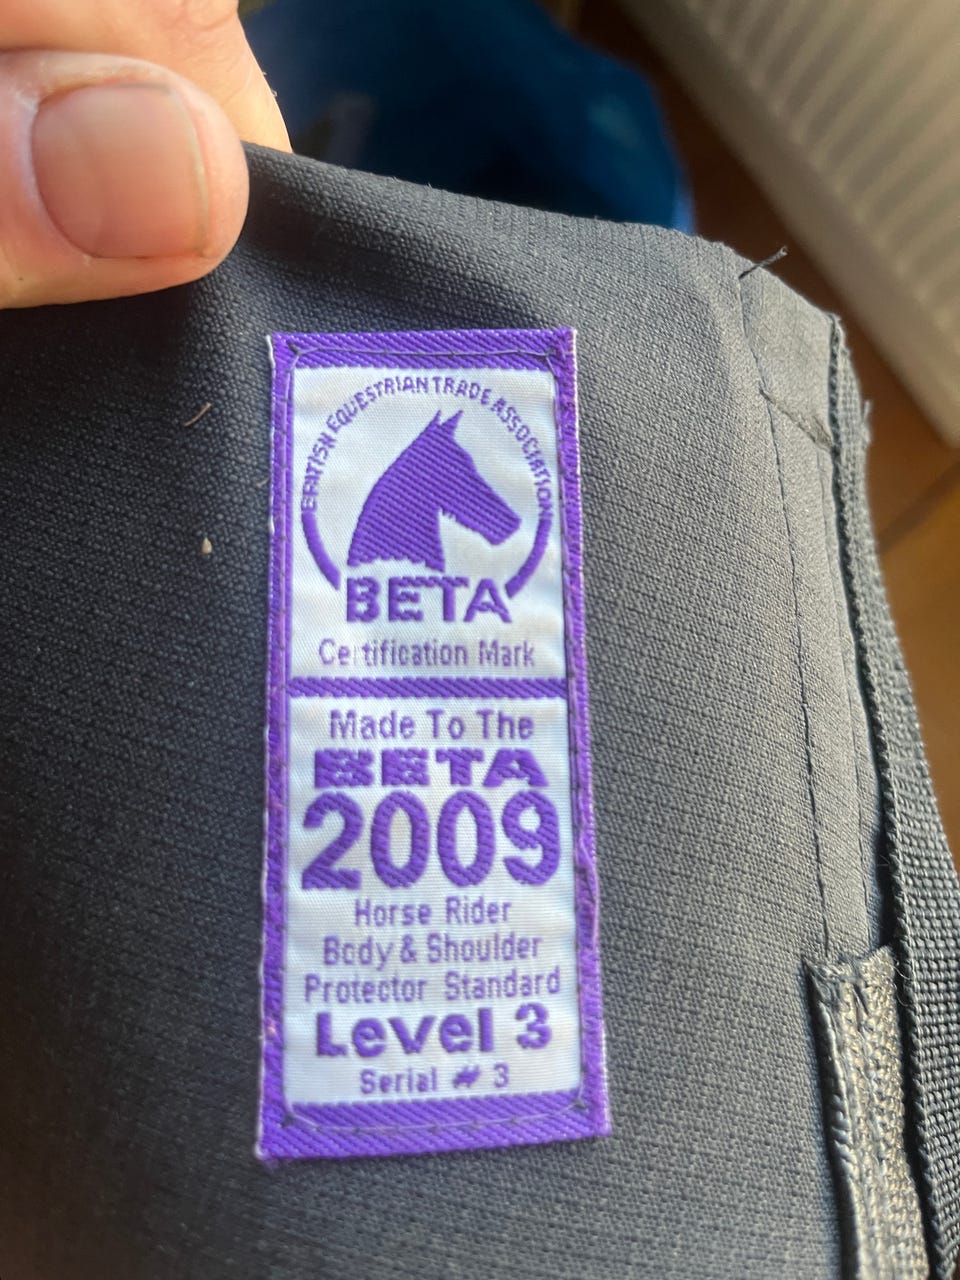 BRITISH EQUESTRIAN TRADE ASSOCIATION
BETA
Certification Mark
Made To The
BETA
2009
Horse Rider
Body & Shoulder
Protector Standard
Level 3
Serial # 3